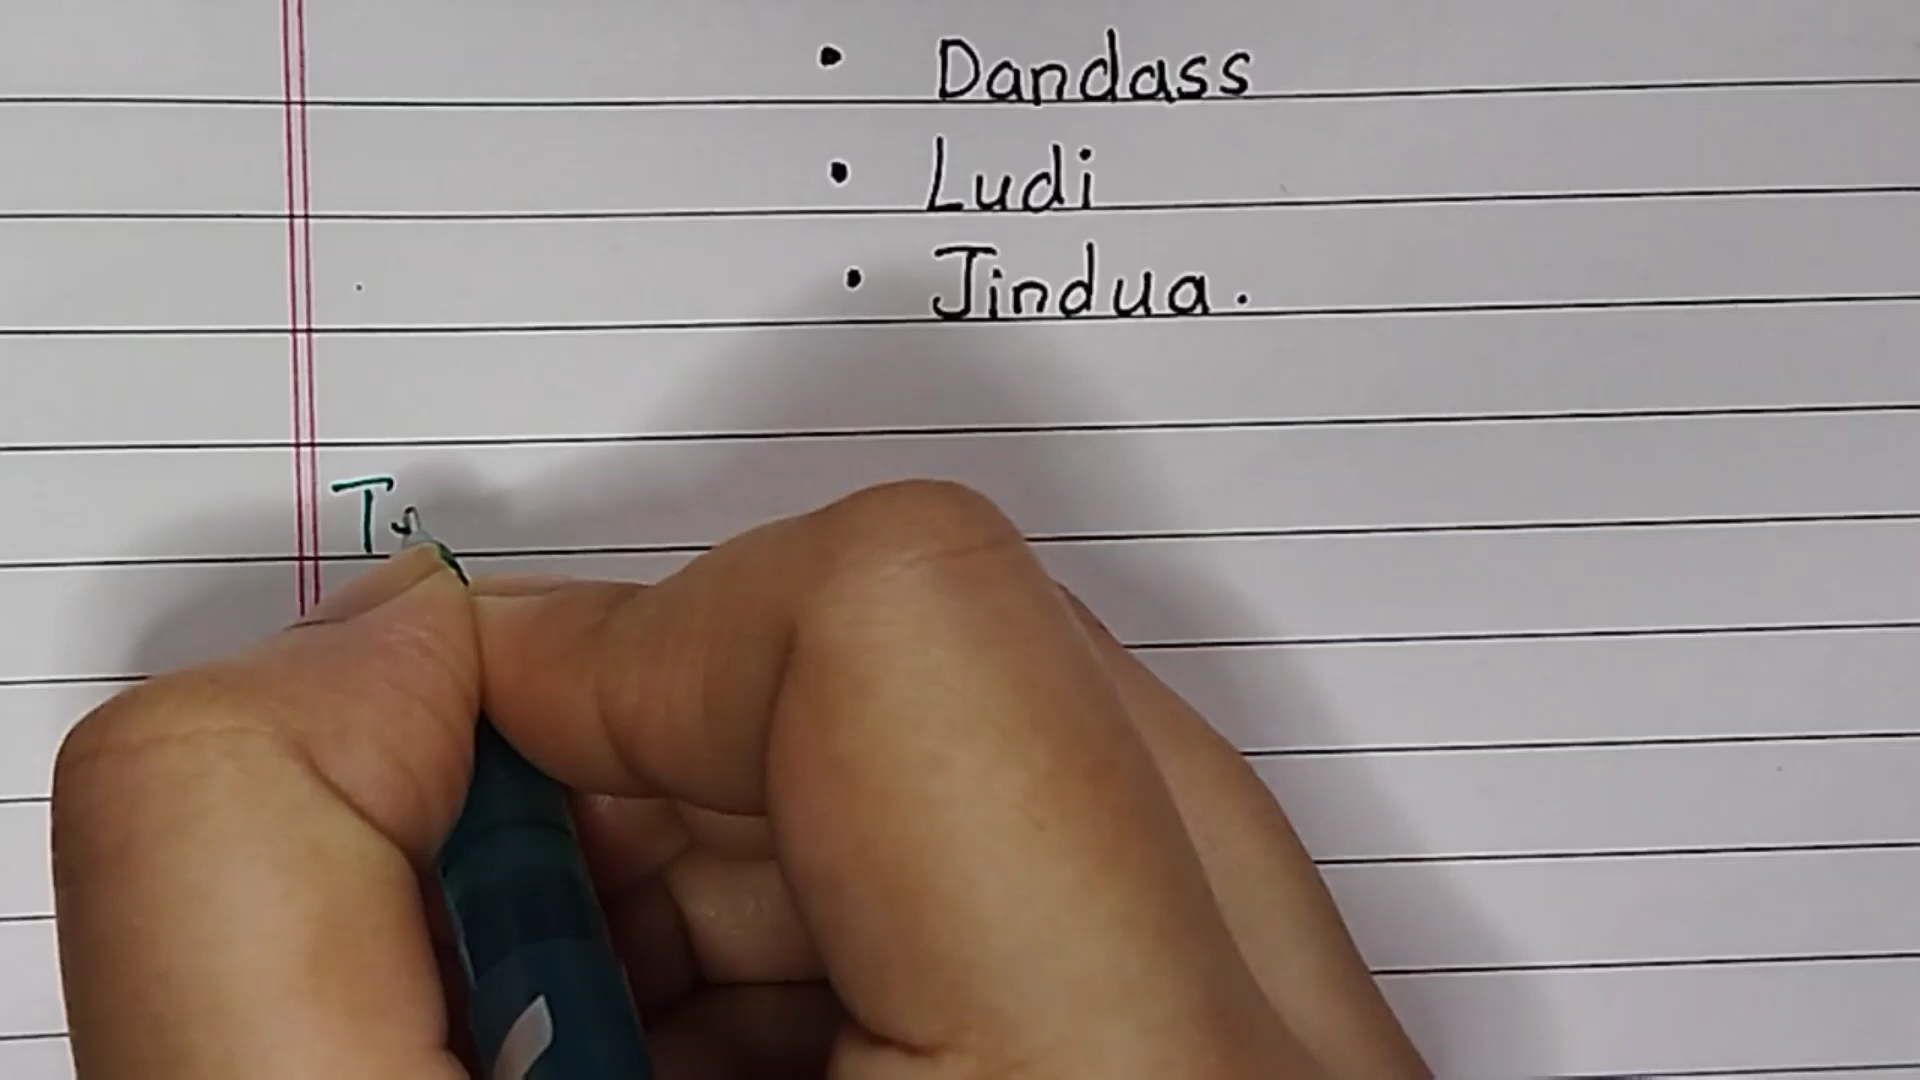 • Dandass
• Ludi
• Jindua.